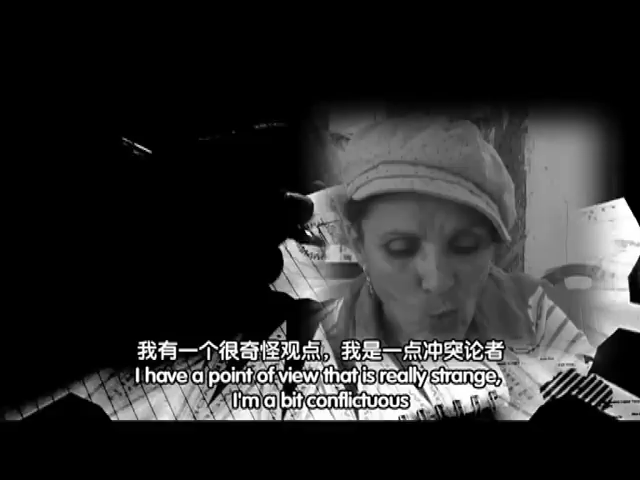 我有一个很奇怪观点，我是一点冲突论者
I have a point of view that is really strange,
I'm a bit conflictuous